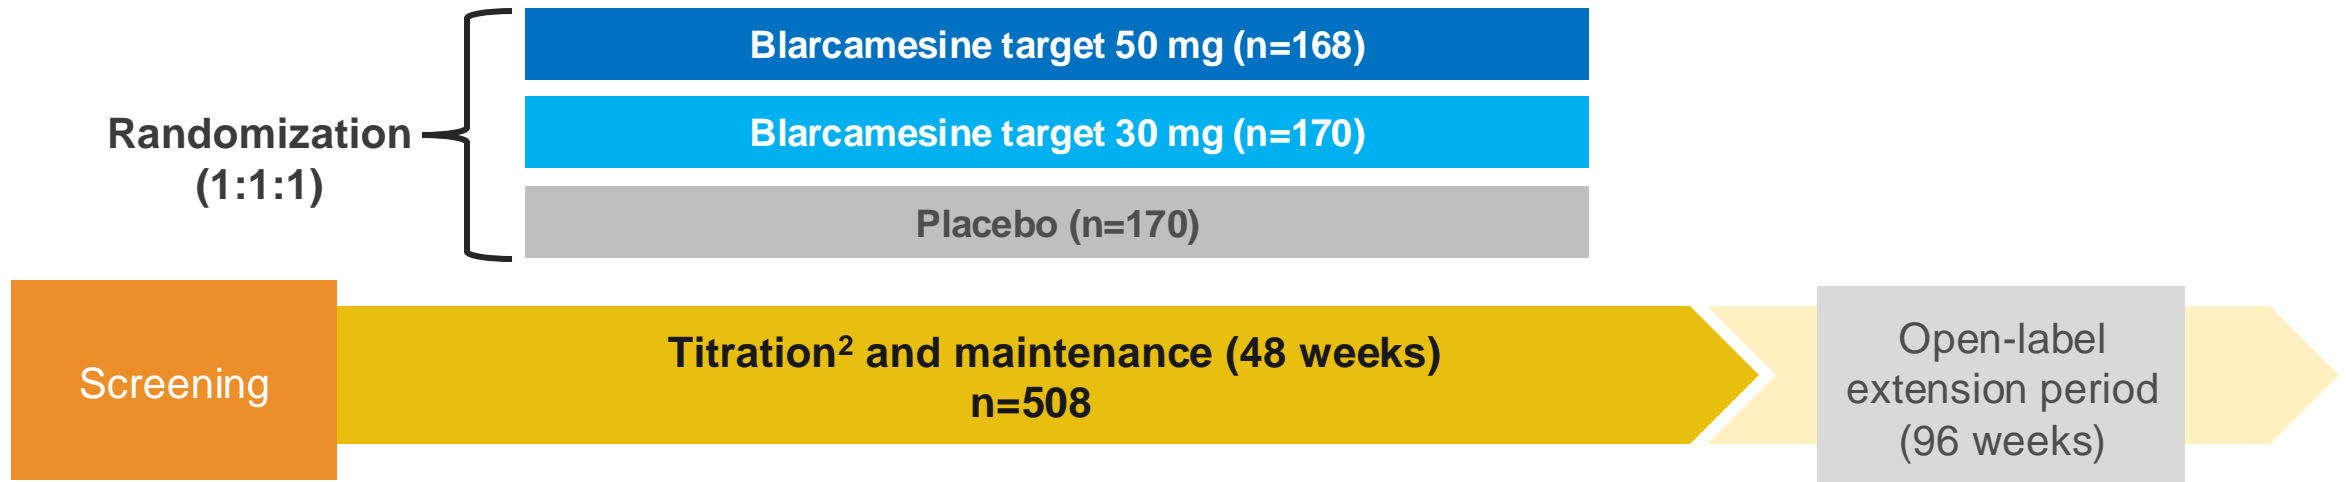 Blarcamesine target 50 mg (n=168)
Randomization
(1:1:1)
Blarcamesine target 30 mg (n=170)
Placebo (n=170)
Screening
Titration² and maintenance (48 weeks)
n=508
Open-label
extension period
(96 weeks)